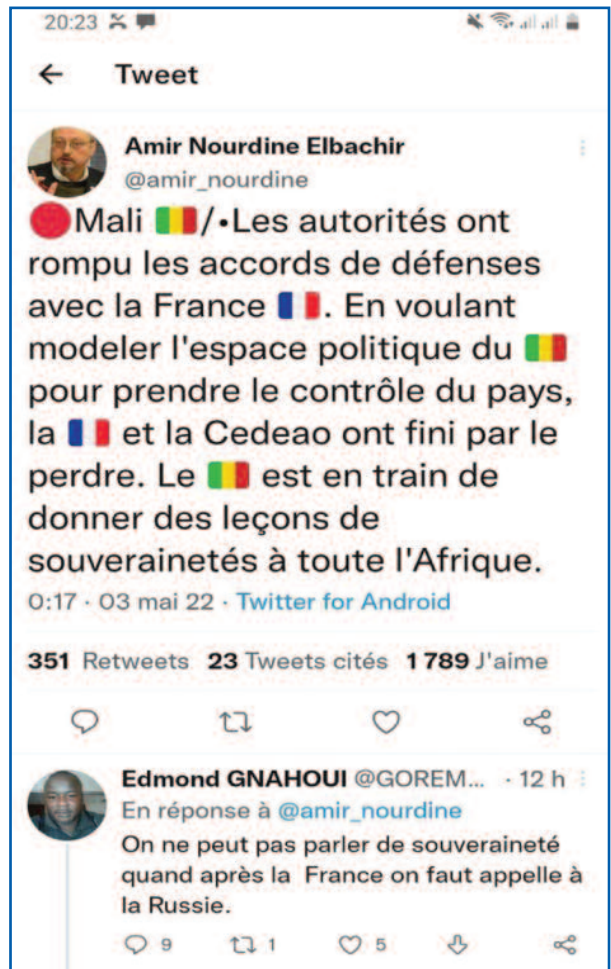 20:23
← Tweet
Amir Nourdine Elbachir
@amir_nourdine
🔴Mali 🇲🇱/•Les autorités ont
rompu les accords de défenses
avec la France 🇫🇷. En voulant
modeler l'espace politique du 🇲🇱
pour prendre le contrôle du pays,
la 🇫🇷 et la Cedeao ont fini par le
perdre. Le 🇲🇱 est en train de
donner des leçons de
souverainetés à toute l'Afrique.
0:17 · 03 mai 22 · Twitter for Android
351 Retweets 23 Tweets cités 1 789 J'aime
Edmond GNAHOUI @GOREM... · 12 h
En réponse à @amir_nourdine
On ne peut pas parler de souveraineté
quand après la France on faut appelle à
la Russie.
9 1 5